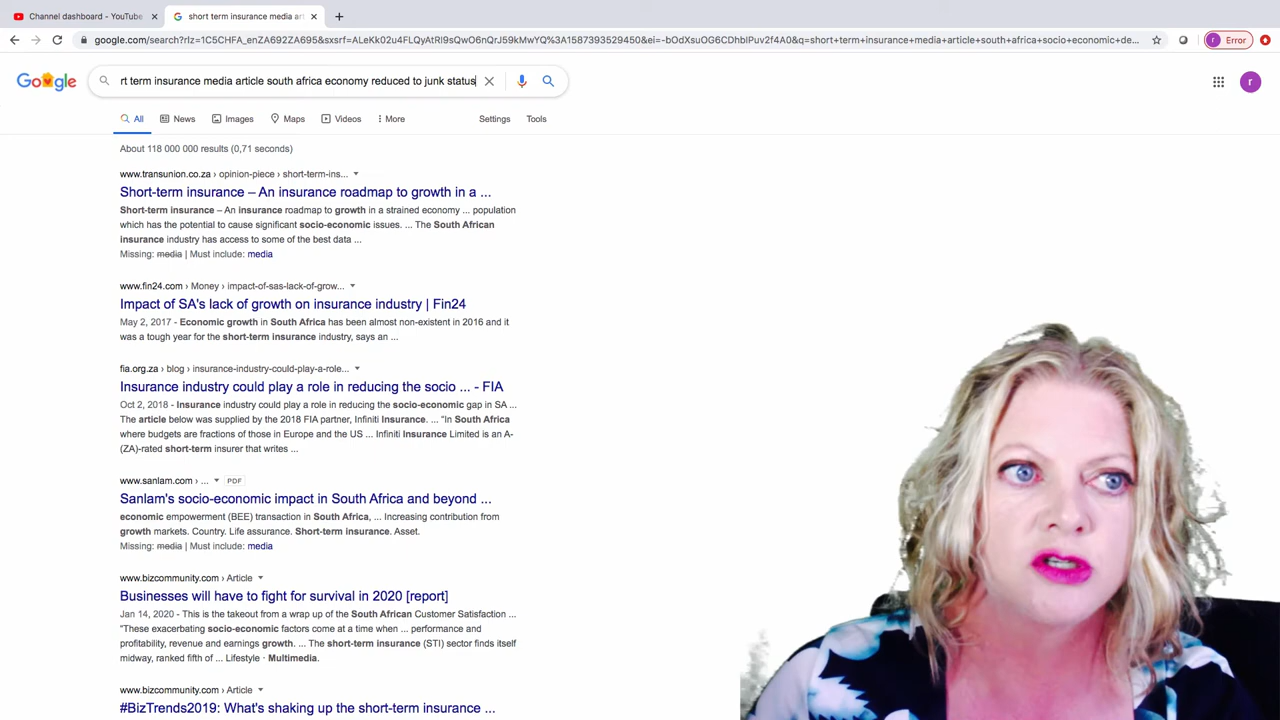 Channel dashboard - YouTube
short term insurance media ar
google.com/search?rlz=1C5CHFA_enZA692ZA695&sxsrf=ALeKk02u4FLQyAtRI9sQwO6nQrJ59kMwYQ%3A1587393529450&ei=-bOdXsuOG6CDhbIPuv2f4A0&q=short+term+insurance+media+article+south+africa+socio+economic+de...
r Error
Google
rt term insurance media article south africa economy reduced to junk status
r
All News Images Maps Videos More Settings Tools
About 118 000 000 results (0,71 seconds)
www.transunion.co.za › opinion-piece › short-term-ins...
Short-term insurance – An insurance roadmap to growth in a ...
Short-term insurance – An insurance roadmap to growth in a strained economy ... population
which has the potential to cause significant socio-economic issues. ... The South African
insurance industry has access to some of the best data ...
Missing: media | Must include: media
www.fin24.com › Money › impact-of-sas-lack-of-grow...
Impact of SA's lack of growth on insurance industry | Fin24
May 2, 2017 - Economic growth in South Africa has been almost non-existent in 2016 and it
was a tough year for the short-term insurance industry, says an ...
fia.org.za › blog › insurance-industry-could-play-a-role...
Insurance industry could play a role in reducing the socio ... - FIA
Oct 2, 2018 - Insurance industry could play a role in reducing the socio-economic gap in SA ...
The article below was supplied by the 2018 FIA partner, Infiniti Insurance. ... "In South Africa
where budgets are fractions of those in Europe and the US ... Infiniti Insurance Limited is an A-
(ZA)-rated short-term insurer that writes ...
www.sanlam.com › ... PDF
Sanlam's socio-economic impact in South Africa and beyond ...
economic empowerment (BEE) transaction in South Africa, ... Increasing contribution from
growth markets. Country. Life assurance. Short-term insurance. Asset.
Missing: media | Must include: media
www.bizcommunity.com › Article
Businesses will have to fight for survival in 2020 [report]
Jan 14, 2020 - This is the takeout from a wrap up of the South African Customer Satisfaction ...
"These exacerbating socio-economic factors come at a time when ... performance and
profitability, revenue and earnings growth. ... The short-term insurance (STI) sector finds itself
midway, ranked fifth of ... Lifestyle · Multimedia.
www.bizcommunity.com › Article
#BizTrends2019: What's shaking up the short-term insurance ...